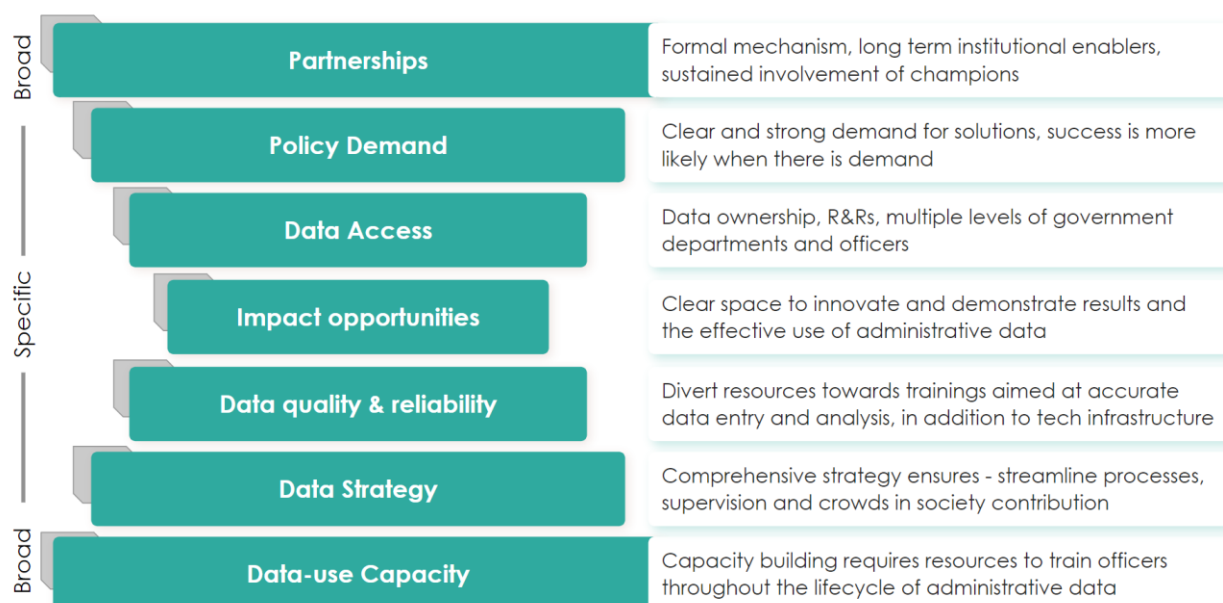 Broad
Partnerships
Formal mechanism, long term institutional enablers,
sustained involvement of champions
Policy Demand
Clear and strong demand for solutions, success is more
likely when there is demand
Data Access
Data ownership, R&Rs, multiple levels of government
departments and officers
Specific
Impact opportunities
Clear space to innovate and demonstrate results and
the effective use of administrative data
Data quality & reliability
Divert resources towards trainings aimed at accurate
data entry and analysis, in addition to tech infrastructure
Data Strategy
Comprehensive strategy ensures - streamline processes,
supervision and crowds in society contribution
Broad
Data-use Capacity
Capacity building requires resources to train officers
throughout the lifecycle of administrative data